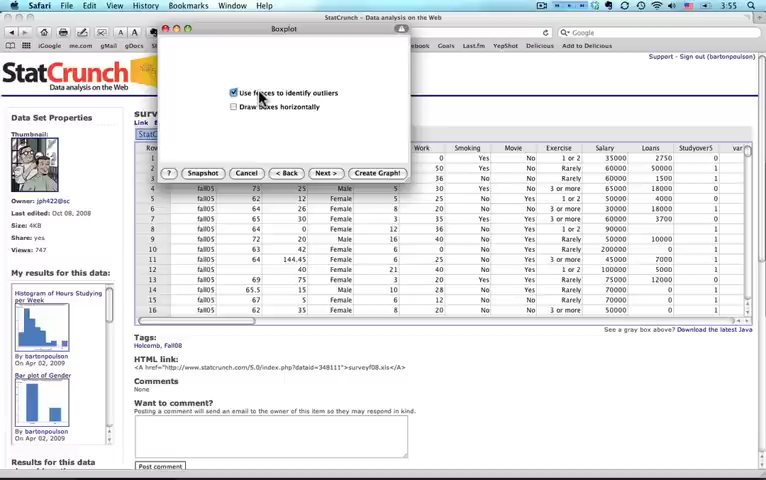 Safari File Edit View History Bookmarks Window Help 3:55
StatCrunch – Data analysis on the Web
Google
iGoogle me.com gMail Goals Last.fm YepShot Add to Delicious
Boxplot
Use fences to identify outliers
Draw boxes horizontally
? Snapshot Cancel < Back Next > Create Graph!
Support - Sign out (bartonpoulson)
STATCRUNCH
Data analysis on the Web
Data Set Properties
Thumbnail:
Owner: jph422@sc
Last edited: Oct 08, 2008
Size: 4KB
Share: yes
Views: 747
My results for this data:
Histogram of Hours Studying
per Week
By bartonpoulson
On Apr 02, 2009
Bar plot of Gender
By bartonpoulson
On Apr 02, 2009
Results for this data
Link
Work Smoking Movie Exercise Salary Loans Studyover5
1 0 Yes No 1 or 2 35000 2750 0
50 Yes No Rarely 60000 50000 1
36 No No Rarely 60000 1500 1
4 fall05 73 25 Male 5 30 Yes Yes 3 or more 65000 18000 0
5 fall05 62 12 Female 5 25 No Yes 1 or 2 50000 4000 0
6 fall05 64 26 Female 8 20 No No 3 or more 30000 18000 1
7 fall05 65 30 Female 3 35 Yes Yes 3 or more 60000 3700 0
8 fall05 64 0 Female 12 36 No No Rarely 90000 1
9 fall05 72 20 Male 16 40 No Yes Rarely 50000 10000 1
10 fall05 63 42 Female 6 0 No Yes Rarely 200000 0 1
11 fall05 64 144.45 Female 6 25 No Yes 3 or more 45000 7000 1
12 fall05 40 Female 21 40 No No 1 or 2 100000 5000 1
13 fall05 69 75 Male 3 20 Yes Yes Rarely 75000 12000 0
14 fall05 65.5 15 Male 10 28 No No Rarely 70000 0 1
15 fall05 67 5 Female 6 12 No No Rarely 70000 0 1
16 fall05 62 35 Female 8 20 No No 3 or more 50000 0 1
See a gray box above? Download the latest Java
Tags:
Holcomb, Fall08
HTML link:
<A href="http://www.statcrunch.com/5.0/index.php?dataid=348111">surveyf08.xls</A>
Comments
None
Want to comment?
Posting a comment will send an email to the owner of this item so they may respond in kind.
Post comment